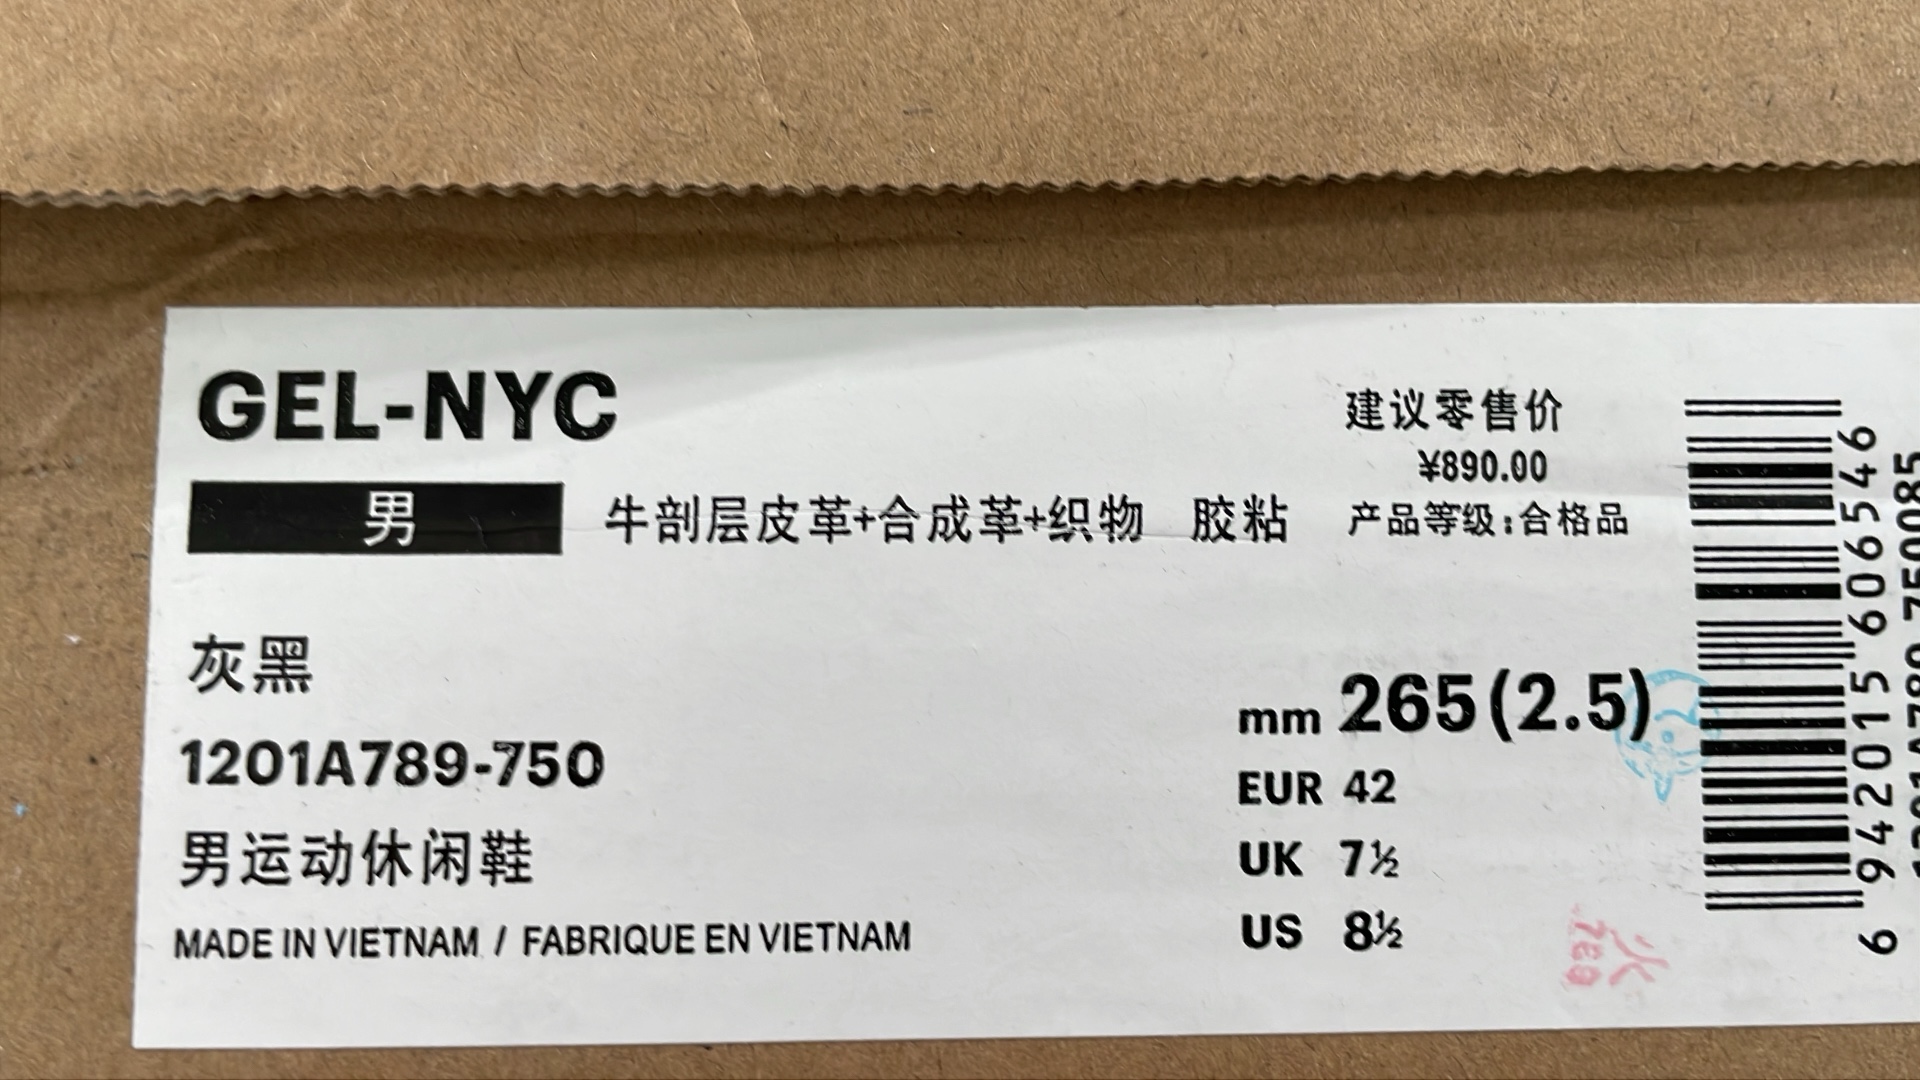 GEL-NYC
男
牛剖层皮革+合成革+织物 胶粘
建议零售价
¥890.00
产品等级:合格品
灰黑
1201A789-750
男运动休闲鞋
MADE IN VIETNAM / FABRIQUE EN VIETNAM
mm 265(2.5)
EUR 42
UK 7½
US 8½
6 942015 606546
1201A789.750085